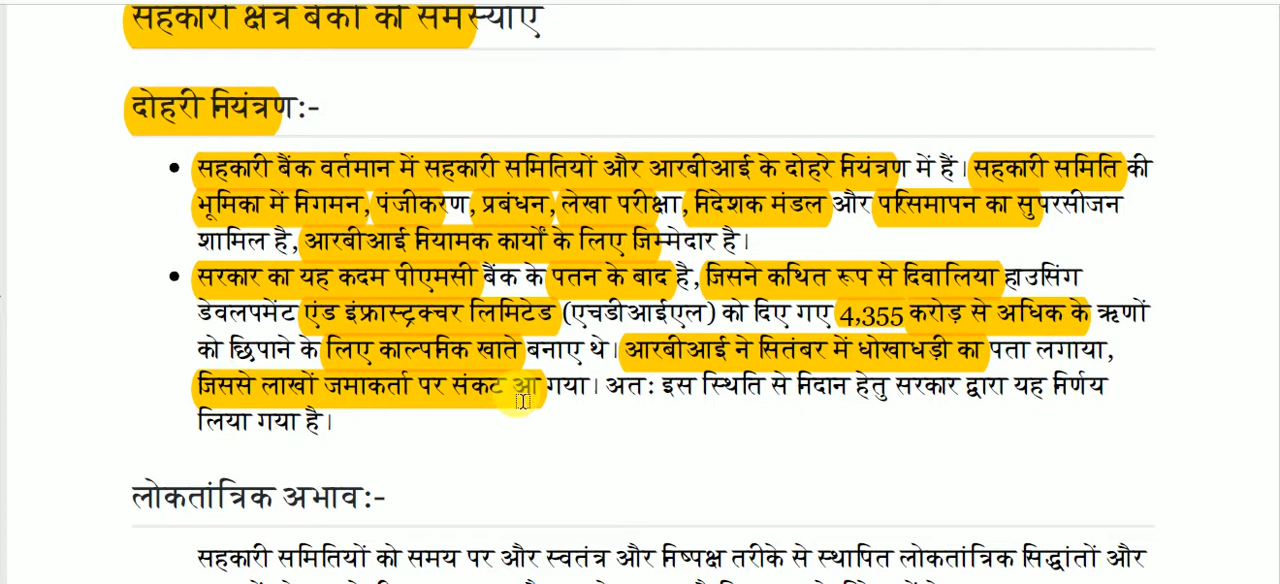 सहकारी क्षेत्र बैंकों की समस्याएं
दोहरी नियंत्रण:-
• सहकारी बैंक वर्तमान में सहकारी समितियों और आरबीआई के दोहरे नियंत्रण में हैं। सहकारी समिति की
भूमिका में निगमन, पंजीकरण, प्रबंधन, लेखा परीक्षा, निदेशक मंडल और परिसमापन का सुपरसीजन
शामिल है, आरबीआई नियामक कार्यों के लिए जिम्मेदार है।
• सरकार का यह कदम पीएमसी बैंक के पतन के बाद है, जिसने कथित रूप से दिवालिया हाउसिंग
डेवलपमेंट एंड इंफ्रास्ट्रक्चर लिमिटेड (एचडीआईएल) को दिए गए 4,355 करोड़ से अधिक के ऋणों
को छिपाने के लिए काल्पनिक खाते बनाए थे। आरबीआई ने सितंबर में धोखाधड़ी का पता लगाया,
जिससे लाखों जमाकर्ता पर संकट आ गया। अतः इस स्थिति से निदान हेतु सरकार द्वारा यह निर्णय
लिया गया है।
लोकतांत्रिक अभाव:-
सहकारी समितियों को समय पर और स्वतंत्र और निष्पक्ष तरीके से स्थापित लोकतांत्रिक सिद्धांतों और